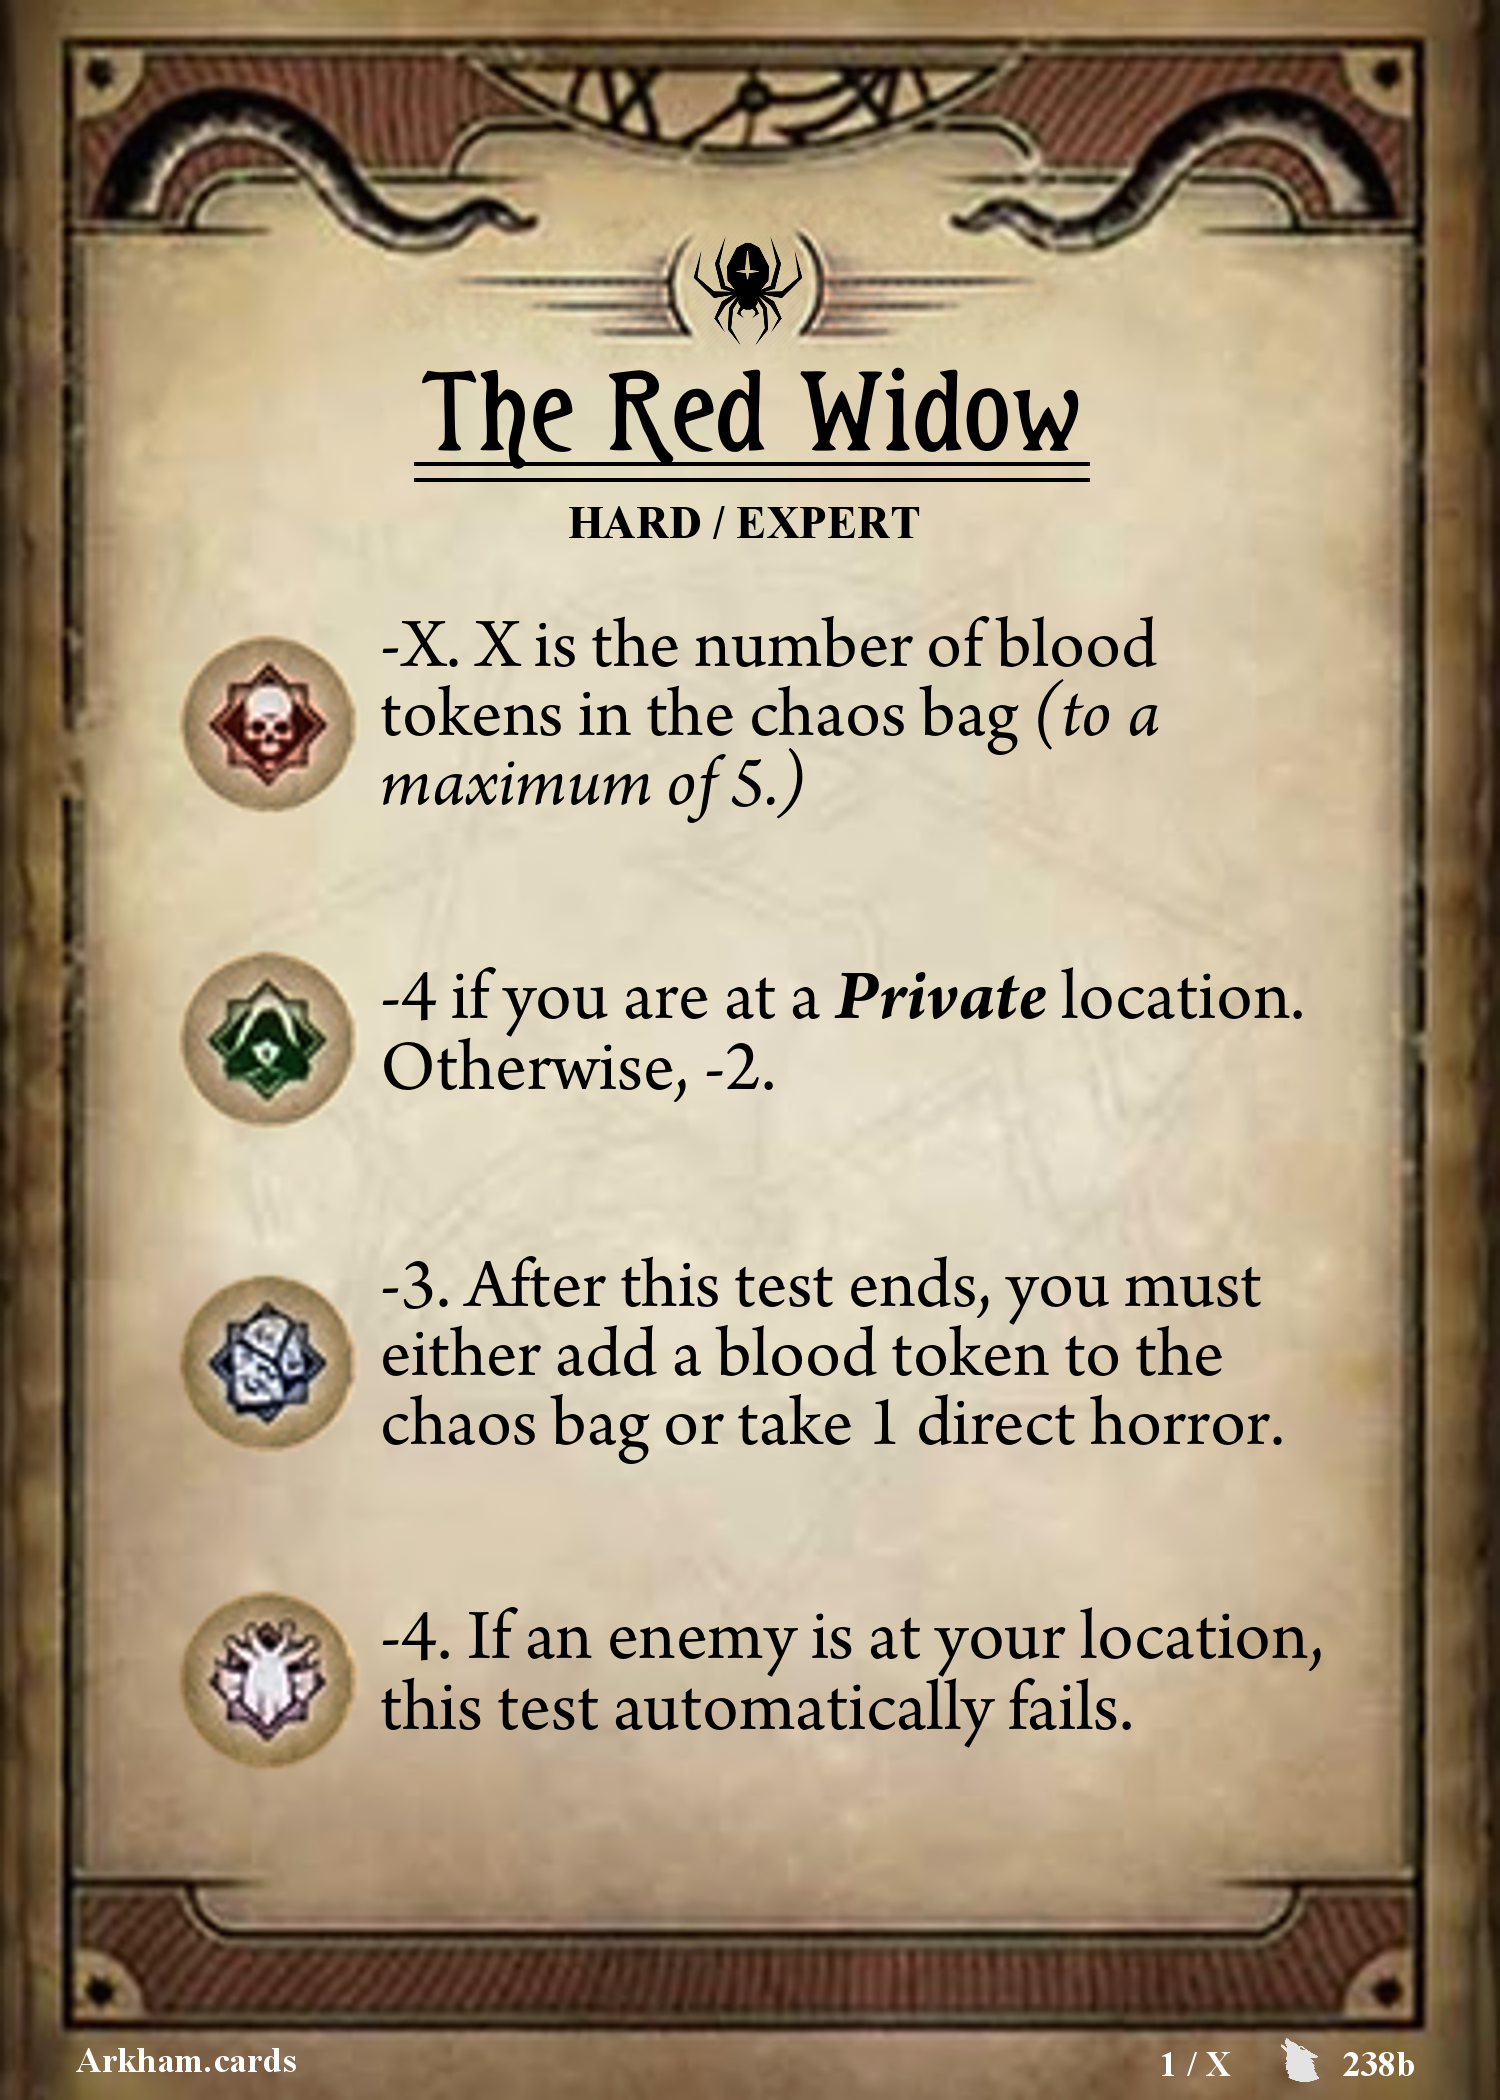 The Red Widow
HARD / EXPERT
-X. X is the number of blood
tokens in the chaos bag (to a
maximum of 5.)
-4 if you are at a Private location.
Otherwise, -2.
-3. After this test ends, you must
either add a blood token to the
chaos bag or take 1 direct horror.
-4. If an enemy is at your location,
this test automatically fails.
Arkham.cards
1 / X
238b